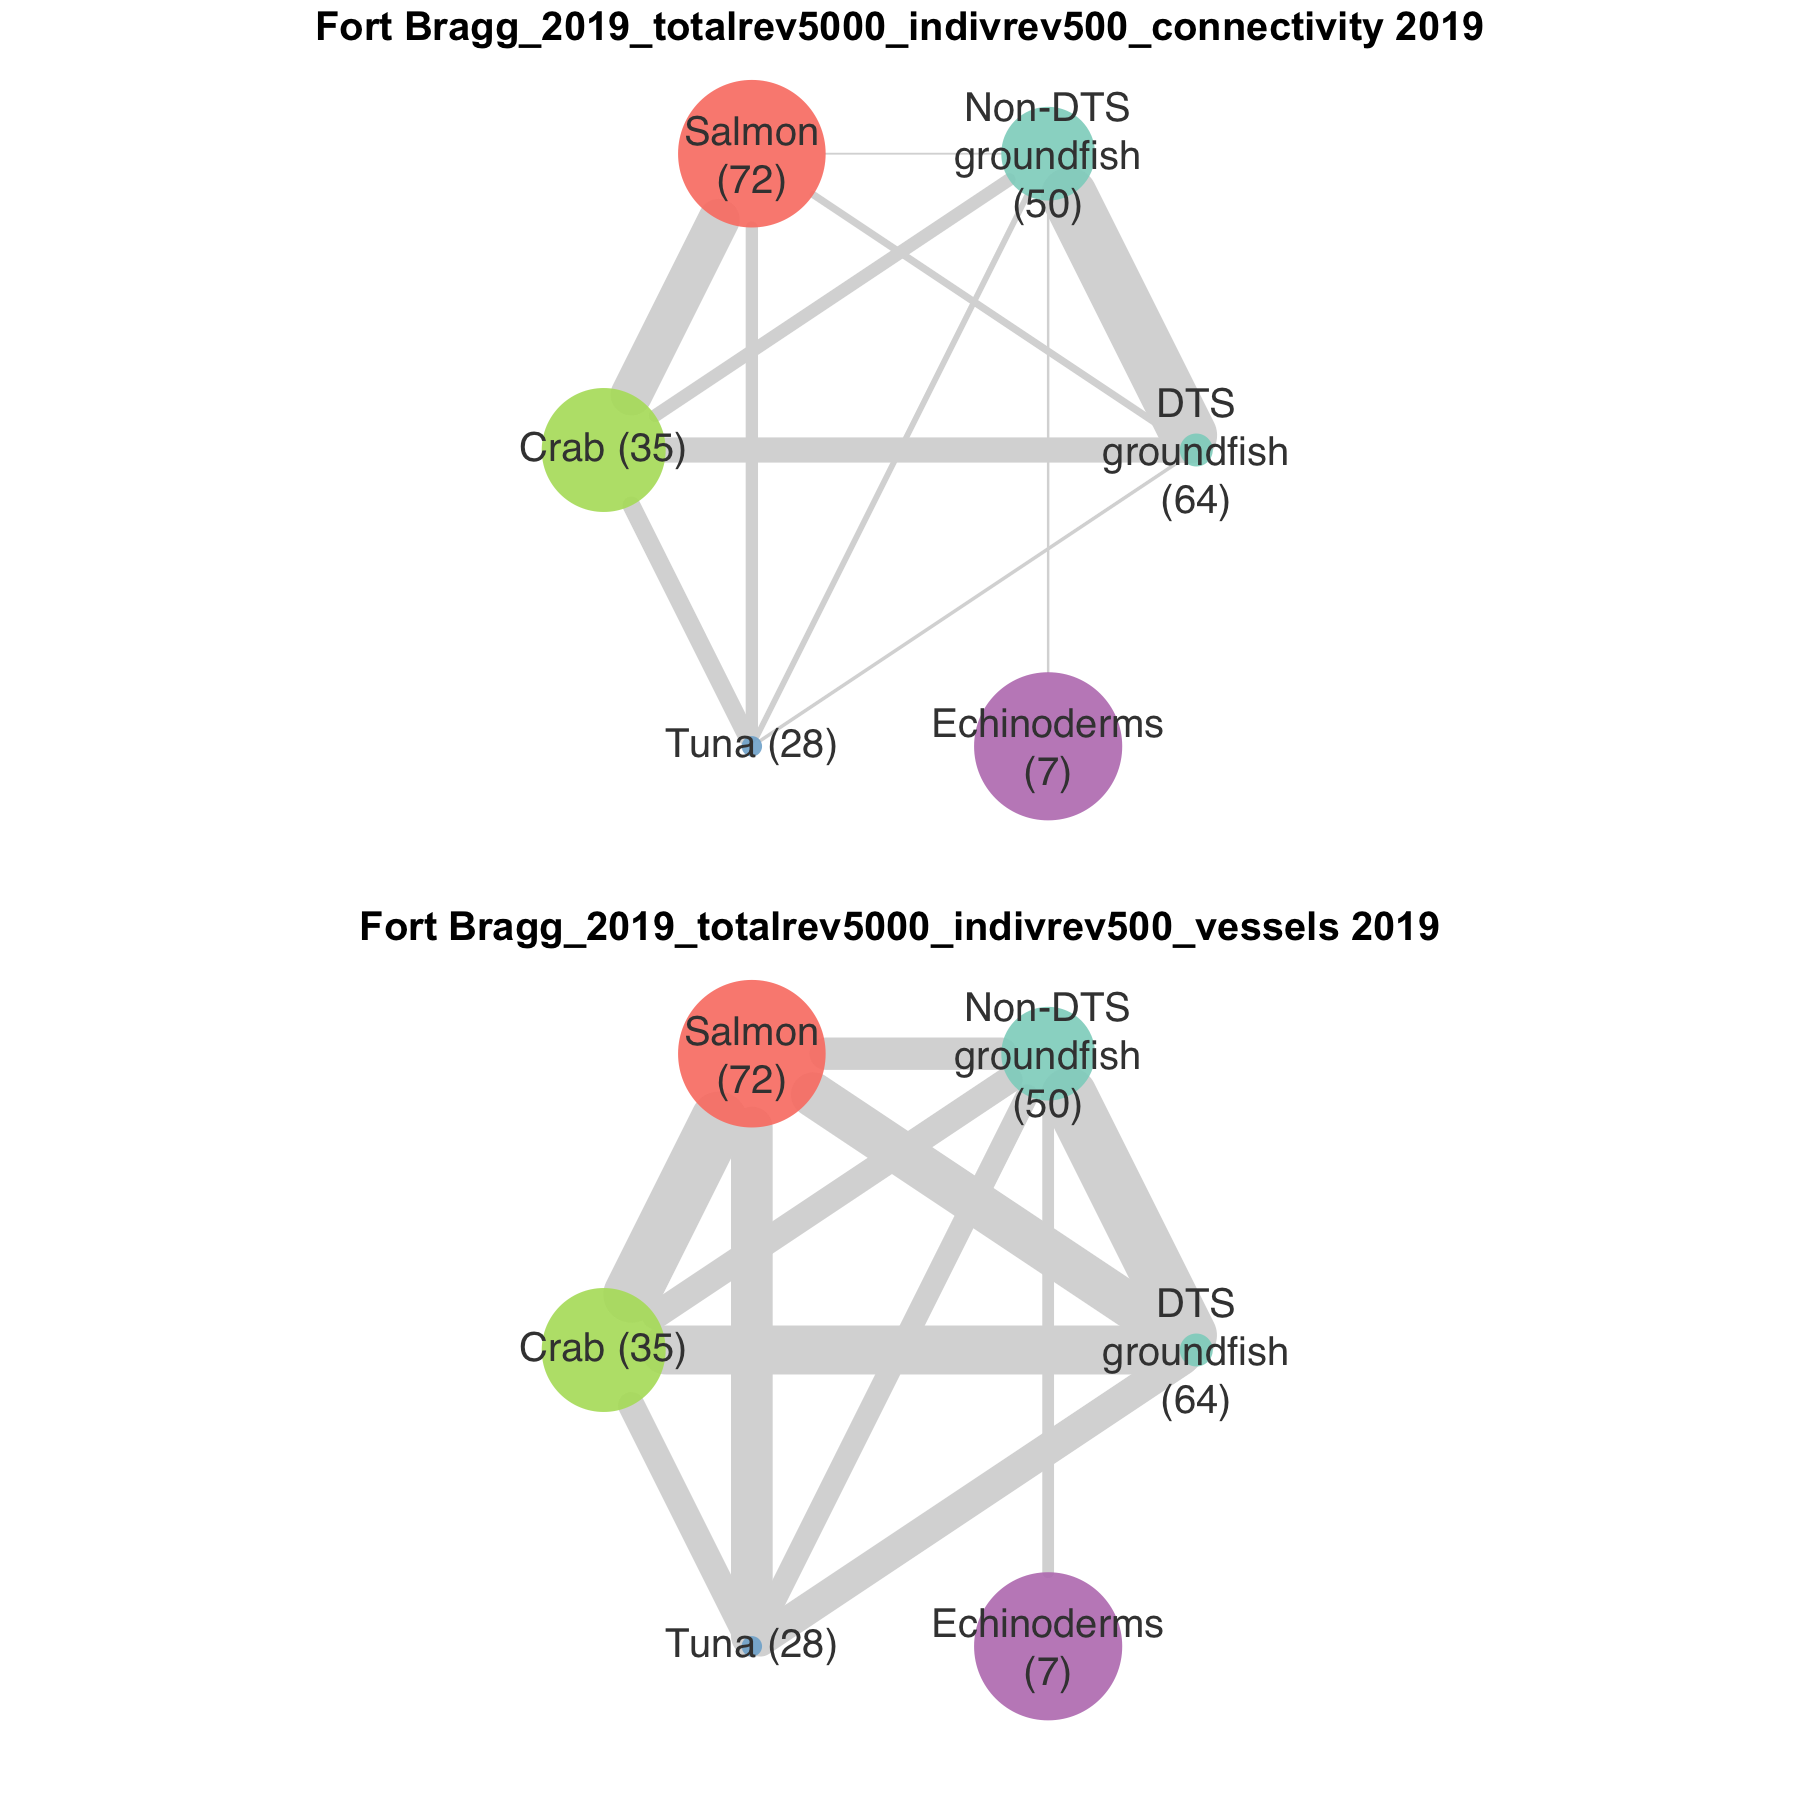 Fort Bragg_2019_totalrev5000_indivrev500_connectivity 2019
Salmon
(72)
Non-DTS
groundfish
(50)
Crab (35)
DTS
groundfish
(64)
Tuna (28)
Echinoderms
(7)
Fort Bragg_2019_totalrev5000_indivrev500_vessels 2019
Salmon
(72)
Non-DTS
groundfish
(50)
Crab (35)
DTS
groundfish
(64)
Tuna (28)
Echinoderms
(7)